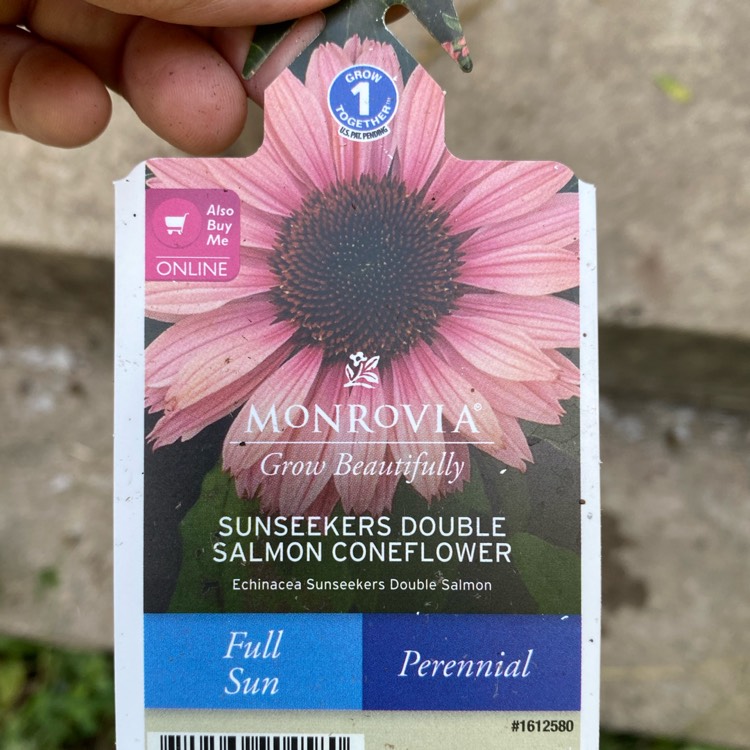 GROW
1
TOGETHER™
U.S. PAT. PENDING
Also
Buy
Me
ONLINE
MONROVIA®
Grow Beautifully
SUNSEEKERS DOUBLE
SALMON CONEFLOWER
Echinacea Sunseekers Double Salmon
Full
Sun
Perennial
#1612580